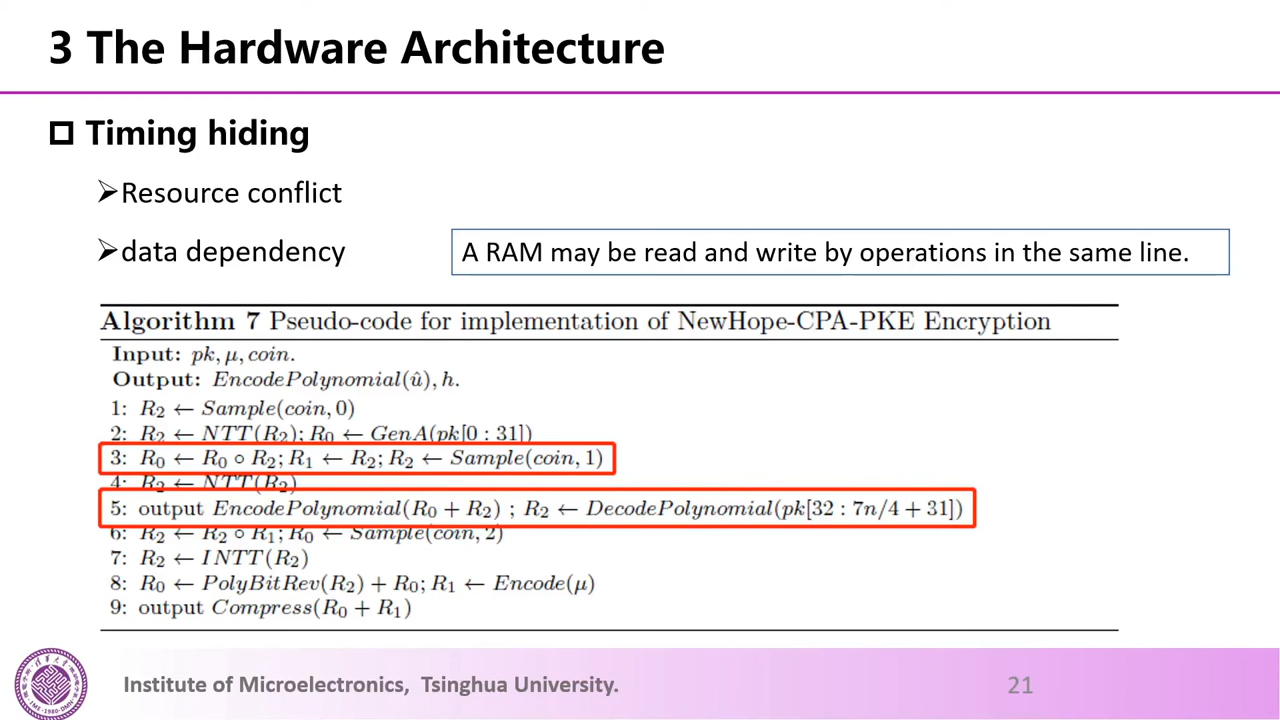 3 The Hardware Architecture
Timing hiding
Resource conflict
data dependency
A RAM may be read and write by operations in the same line.
Algorithm 7 Pseudo-code for implementation of NewHope-CPA-PKE Encryption
Input: pk, μ, coin.
Output: EncodePolynomial(û), h.
1: R₂ ← Sample(coin, 0)
2: R₂ ← NTT(R₂); R₀ ← GenA(pk[0 : 31])
3: R₀ ← R₀ ∘ R₂; R₁ ← R₂; R₂ ← Sample(coin, 1)
4: R₂ ← NTT(R₂)
5: output EncodePolynomial(R₀ + R₂) ; R₂ ← DecodePolynomial(pk[32 : 7n/4 + 31])
6: R₂ ← R₂ ∘ R₁; R₀ ← Sample(coin, 2)
7: R₂ ← INTT(R₂)
8: R₀ ← PolyBitRev(R₂) + R₀; R₁ ← Encode(μ)
9: output Compress(R₀ + R₁)
Institute of Microelectronics, Tsinghua University.
21